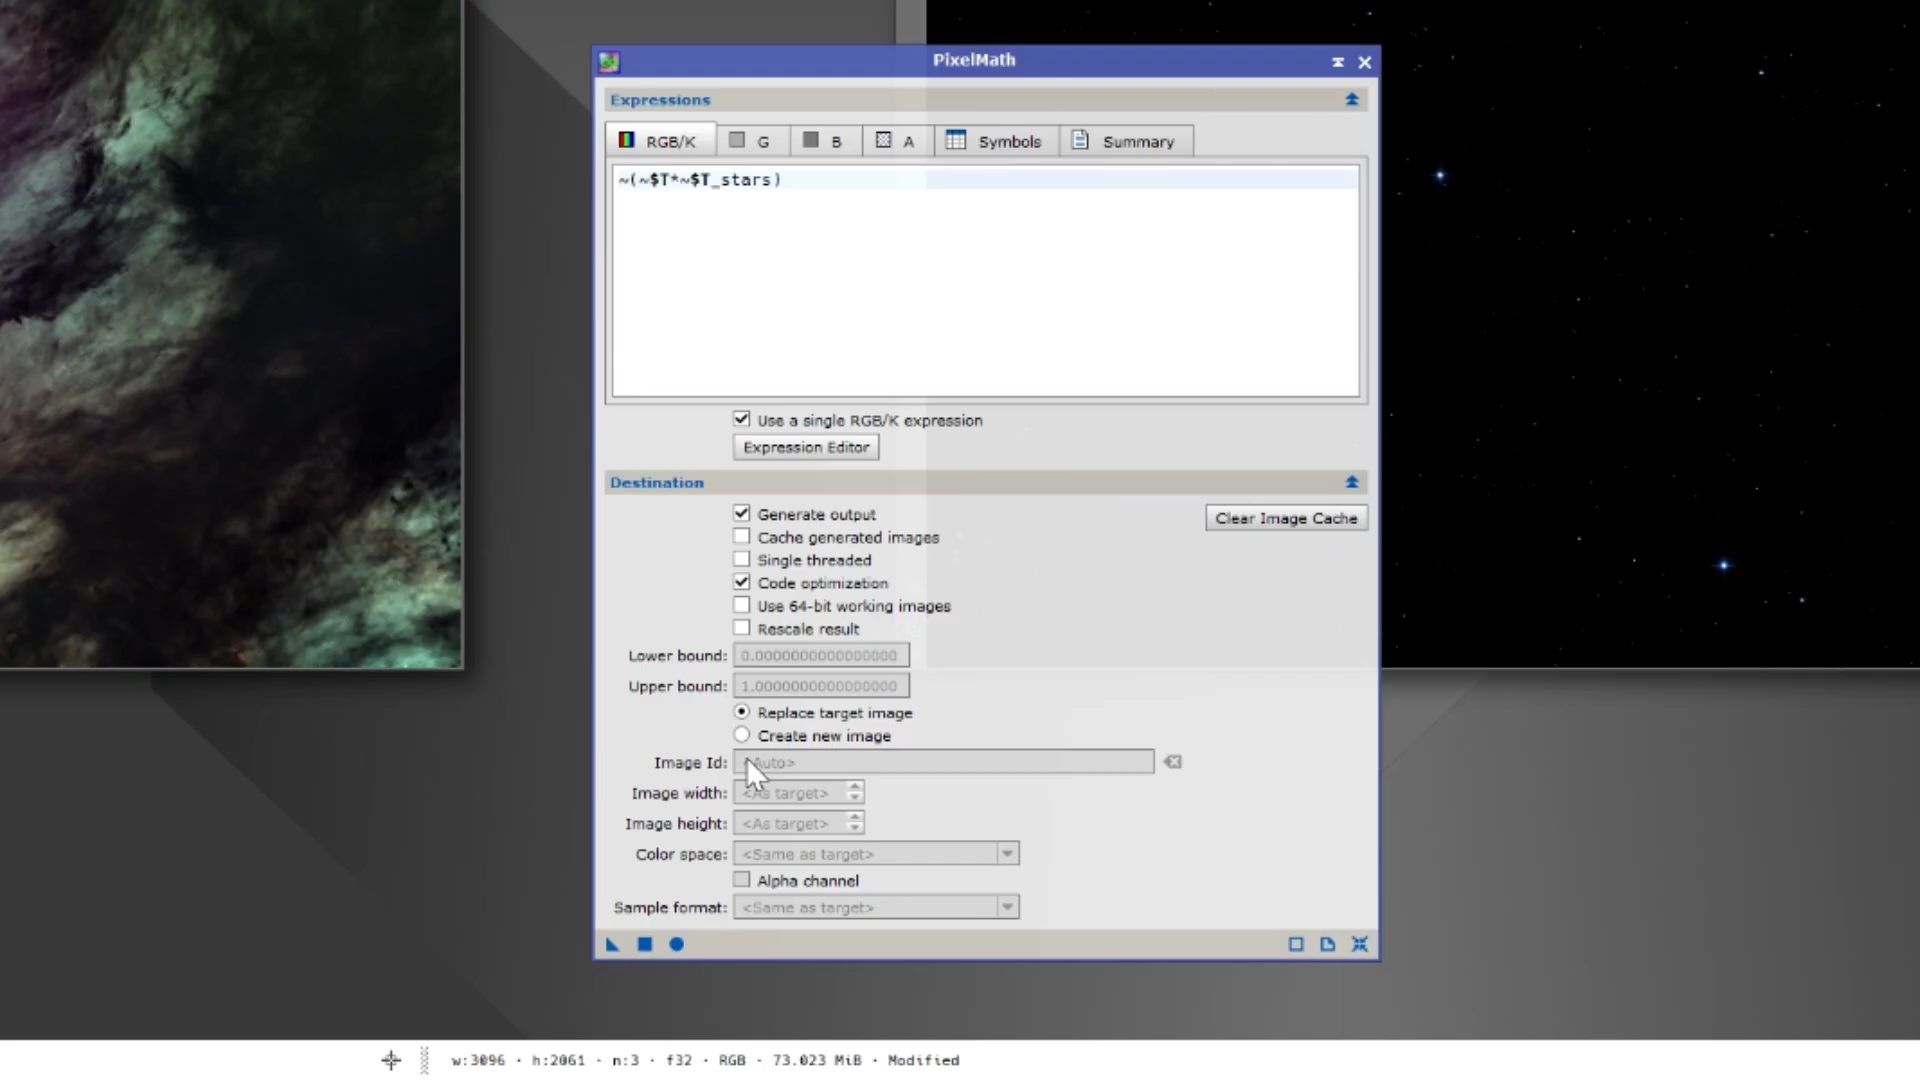 PixelMath
Expressions
RGB/K
G
B
A
Symbols
Summary
~(~$T*~$T_stars)
Use a single RGB/K expression
Expression Editor
Destination
Generate output
Clear Image Cache
Cache generated images
Single threaded
Code optimization
Use 64-bit working images
Rescale result
Lower bound: 0.0000000000000000
Upper bound: 1.0000000000000000
Replace target image
Create new image
Image Id: <Auto>
Image width: <As target>
Image height: <As target>
Color space: <Same as target>
Alpha channel
Sample format: <Same as target>
w:3096 · h:2061 · n:3 · f32 · RGB · 73.023 MiB · Modified